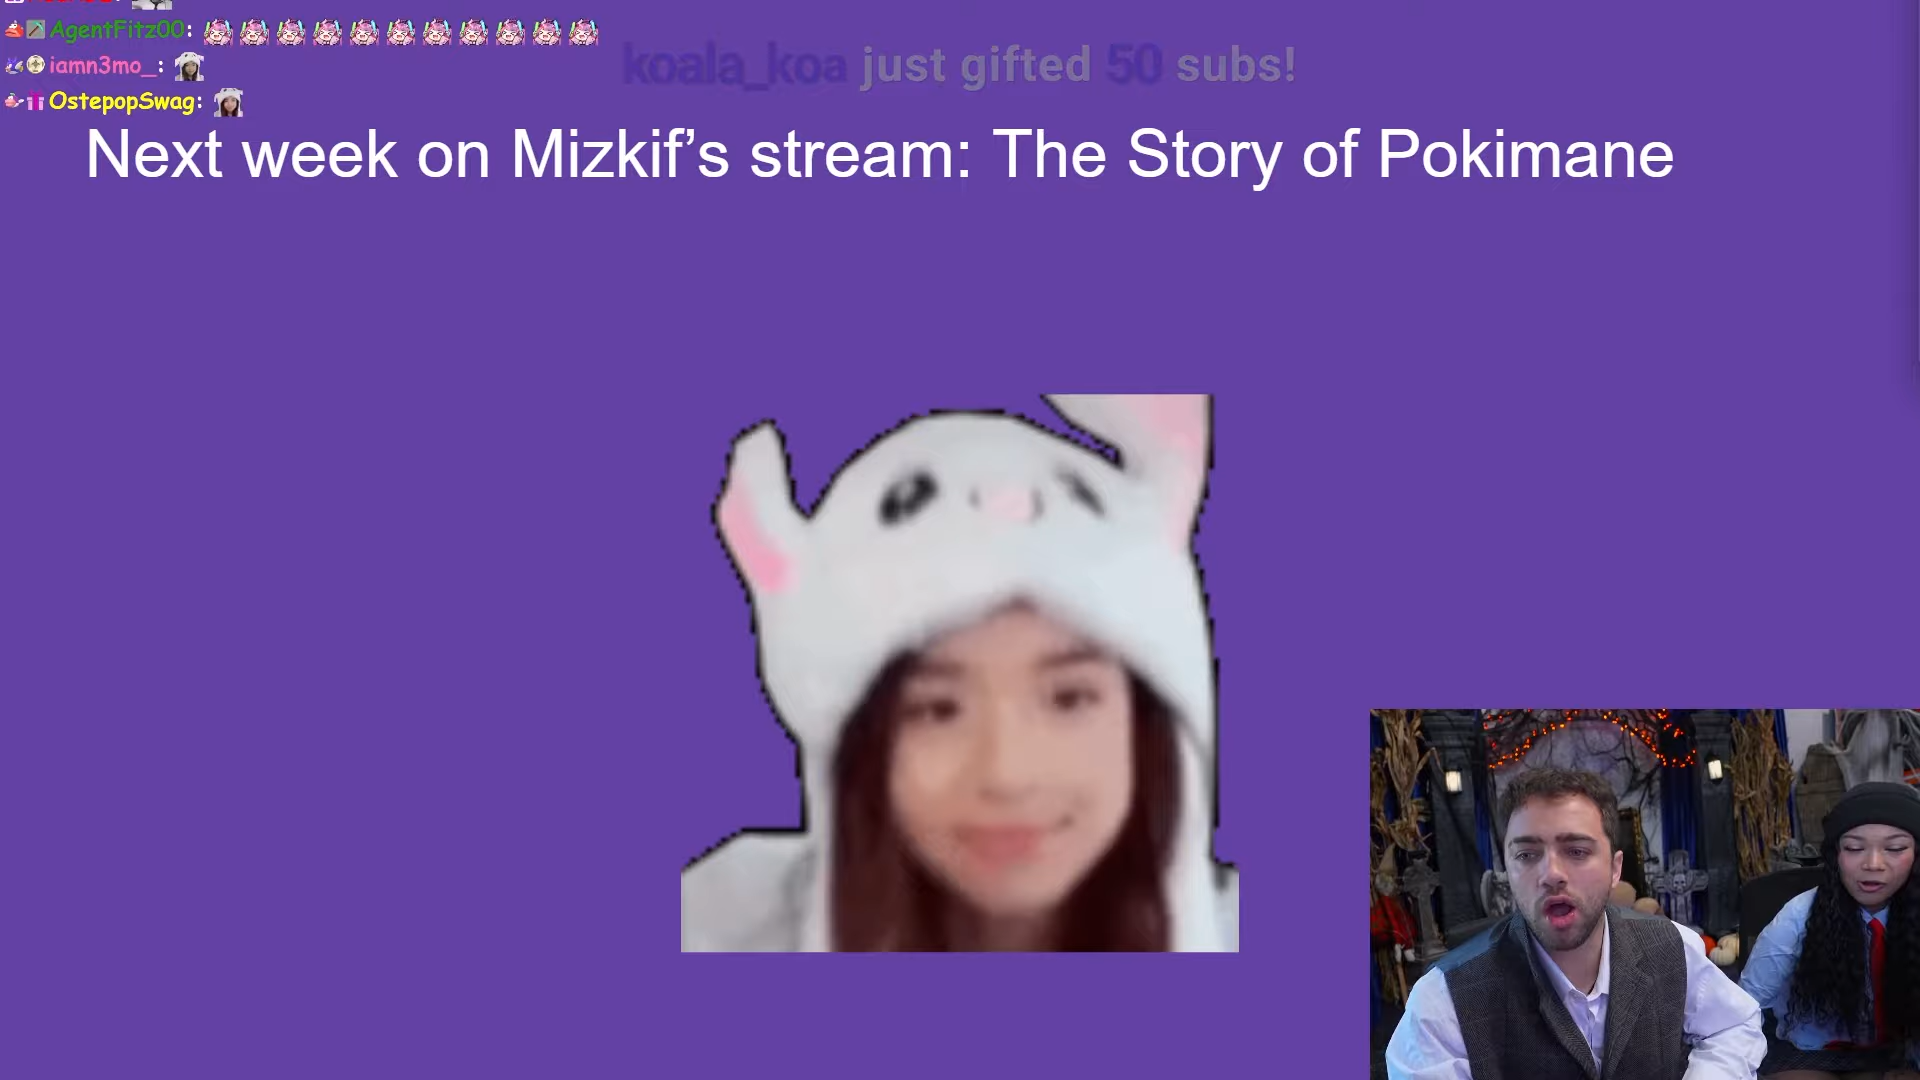 AgentFitz00:
koala_koa just gifted 50 subs!
iamn3mo_:
OstepopSwag:
Next week on Mizkif’s stream: The Story of Pokimane